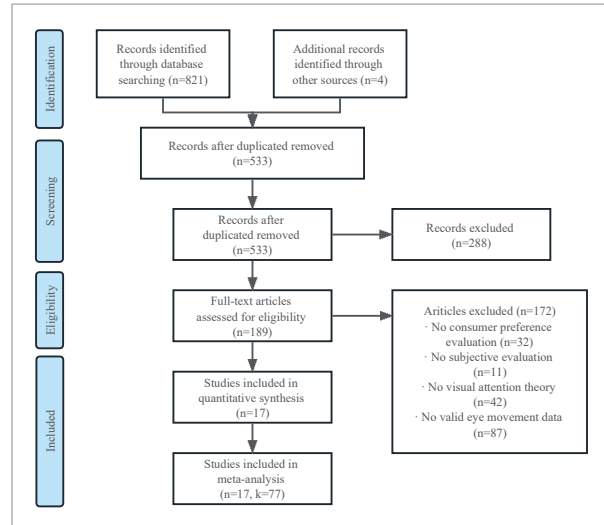 Identification
Records identified
through database
searching (n=821)
Additional records
identified through
other sources (n=4)
Records after duplicated removed
(n=533)
Screening
Records after
duplicated removed
(n=533)
Records excluded
(n=288)
Eligibility
Full-text articles
assessed for eligibility
(n=189)
Ariticles excluded (n=172)
· No consumer preference
evaluation (n=32)
· No subjective evaluation
(n=11)
· No visual attention theory
(n=42)
· No valid eye movement data
(n=87)
Included
Studies included in
quantitative synthesis
(n=17)
Studies included in
meta-analysis
(n=17, k=77)